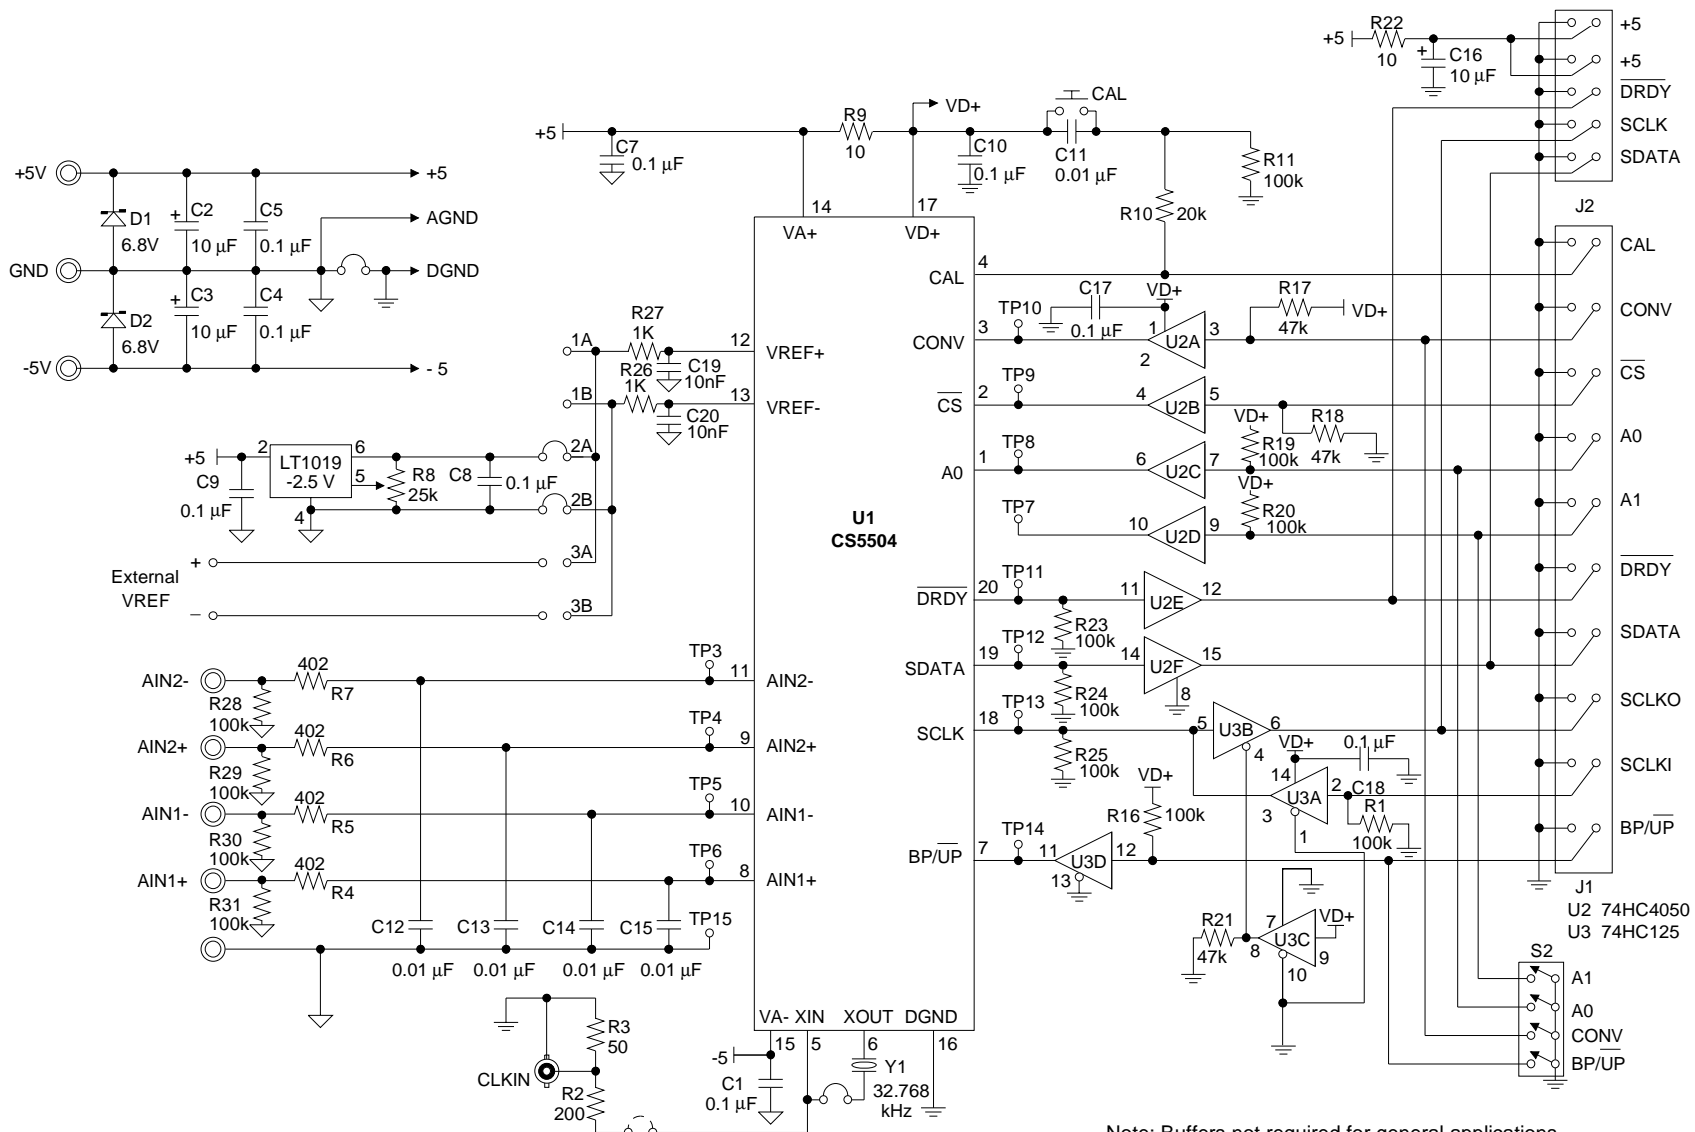 R22
+5
10
+
C16
10 µF
+5
+5
DRDY
SCLK
SDATA
J2
+5
C7
0.1 µF
R9
10
VD+
C10
0.1 µF
CAL
C11
0.01 µF
R11
100k
R10
20k
+5V
+5
D1
6.8V
+
C2
10 µF
C5
0.1 µF
AGND
GND
DGND
D2
6.8V
+
C3
10 µF
C4
0.1 µF
-5V
- 5
14
17
VA+
VD+
CAL
4
CONV
3
CS
2
A0
1
DRDY
20
SDATA
19
SCLK
18
BP/UP
7
U1
CS5504
R27
1K
1A
12
VREF+
R26
1K
C19
10nF
1B
13
VREF-
C20
10nF
+5
2
LT1019
-2.5 V
6
5
4
C9
0.1 µF
R8
25k
C8
0.1 µF
2A
2B
External
VREF
+
–
3A
3B
AIN2-
402
R7
R28
100k
TP3
11
AIN2-
AIN2+
402
R6
R29
100k
TP4
9
AIN2+
AIN1-
402
R5
R30
100k
TP5
10
AIN1-
AIN1+
402
R4
R31
100k
TP6
8
AIN1+
TP15
C12
0.01 µF
C13
0.01 µF
C14
0.01 µF
C15
0.01 µF
VA-
XIN
XOUT
DGND
15
5
6
16
-5
C1
0.1 µF
Y1
32.768
kHz
CLKIN
R3
50
R2
200
TP10
C17
0.1 µF
VD+
1
U2A
2
3
R17
47k
VD+
TP9
4
U2B
5
R18
47k
TP8
6
U2C
7
VD+
R19
100k
TP7
10
U2D
9
VD+
R20
100k
TP11
11
U2E
12
R23
100k
TP12
14
U2F
15
8
R24
100k
TP13
5
U3B
6
4
R25
100k
VD+
0.1 µF
C18
14
U3A
2
3
1
R1
100k
VD+
R16
100k
TP14
11
U3D
12
13
R21
47k
7
U3C
8
9
10
VD+
CAL
CONV
CS
A0
A1
DRDY
SDATA
SCLKO
SCLKI
BP/UP
J1
U2 74HC4050
U3 74HC125
S2
A1
A0
CONV
BP/UP
Note: Buffers not required for general applications